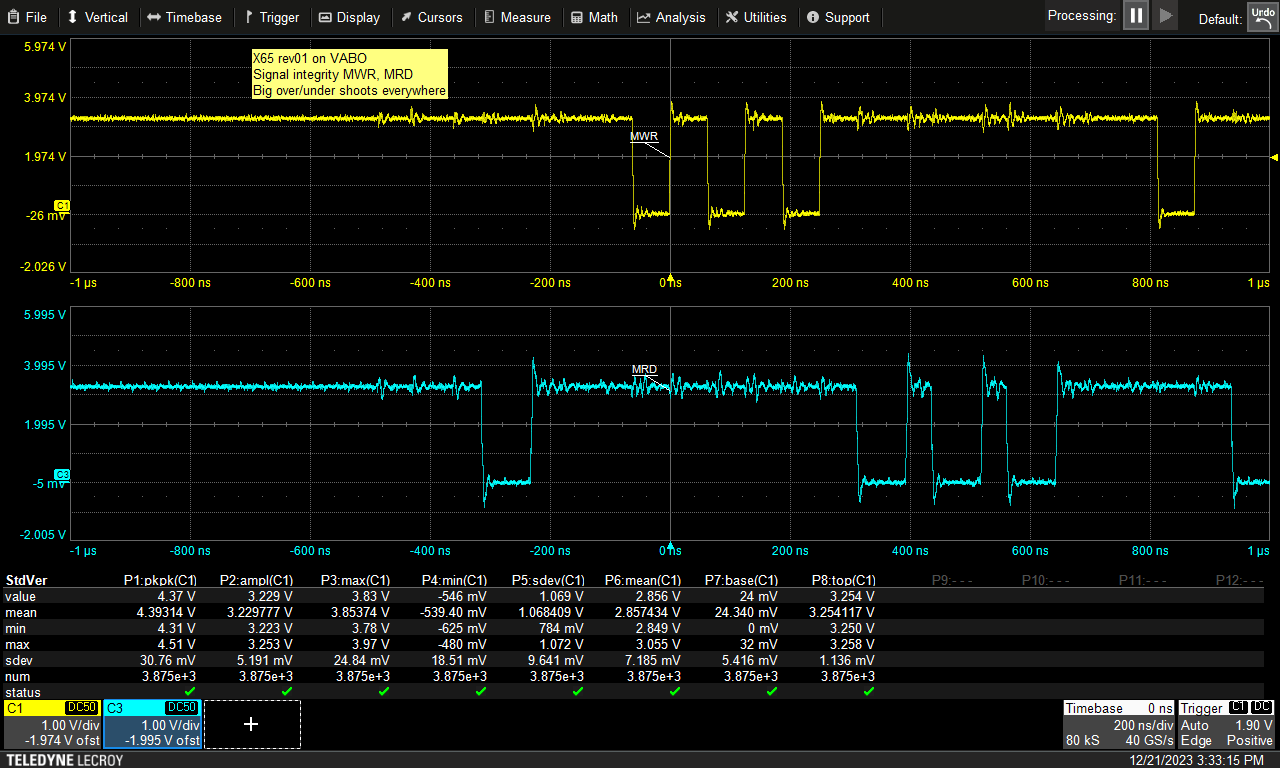 File Vertical Timebase Trigger Display Cursors Measure Math Analysis Utilities Support Processing: Default: Undo
5.974 V
X65 rev01 on VABO
Signal integrity MWR, MRD
Big over/under shoots everywhere
3.974 V
MWR
1.974 V
C1
-26 mV
-2.026 V
-1 µs -800 ns -600 ns -400 ns -200 ns 0 ns 200 ns 400 ns 600 ns 800 ns 1 µs
5.995 V
3.995 V
MRD
1.995 V
C3
-5 mV
-2.005 V
-1 µs -800 ns -600 ns -400 ns -200 ns 0 ns 200 ns 400 ns 600 ns 800 ns 1 µs
StdVer P1:pkpk(C1) P2:ampl(C1) P3:max(C1) P4:min(C1) P5:sdev(C1) P6:mean(C1) P7:base(C1) P8:top(C1) P9:--- P10:--- P11:--- P12:---
value 4.37 V 3.229 V 3.83 V -546 mV 1.069 V 2.856 V 24 mV 3.254 V
mean 4.39314 V 3.229777 V 3.85374 V -539.40 mV 1.068409 V 2.857434 V 24.340 mV 3.254117 V
min 4.31 V 3.223 V 3.78 V -625 mV 784 mV 2.849 V 0 mV 3.250 V
max 4.51 V 3.253 V 3.97 V -480 mV 1.072 V 3.055 V 32 mV 3.258 V
sdev 30.76 mV 5.191 mV 24.84 mV 18.51 mV 9.641 mV 7.185 mV 5.416 mV 1.136 mV
num 3.875e+3 3.875e+3 3.875e+3 3.875e+3 3.875e+3 3.875e+3 3.875e+3 3.875e+3
status
C1 DC50
1.00 V/div
-1.974 V ofst
C3 DC50
1.00 V/div
-1.995 V ofst
Timebase 0 ns
200 ns/div
80 kS 40 GS/s
Trigger C1 DC
Auto 1.90 V
Edge Positive
TELEDYNE LECROY
12/21/2023 3:33:15 PM